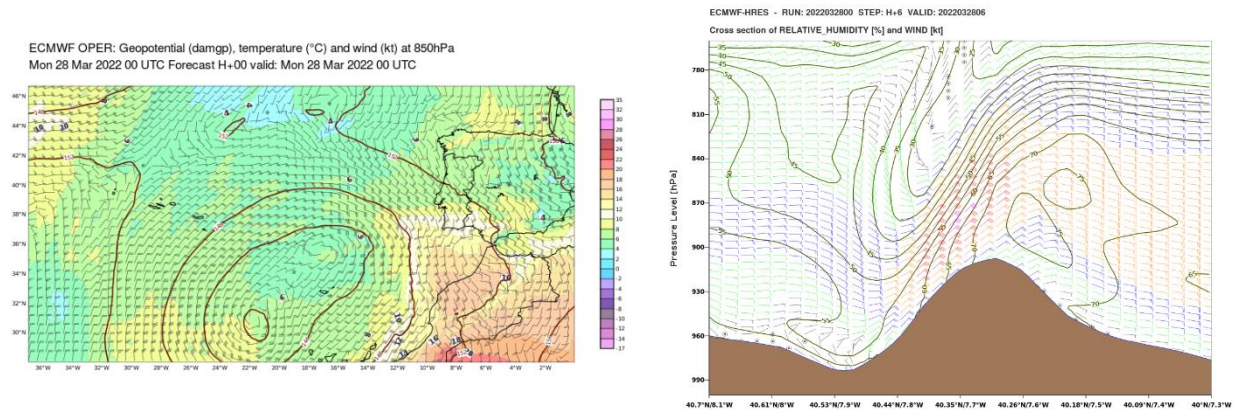 ECMWF OPER: Geopotential (damgp), temperature (°C) and wind (kt) at 850hPa
Mon 28 Mar 2022 00 UTC Forecast H+00 valid: Mon 28 Mar 2022 00 UTC
46°N
44°N
42°N
40°N
38°N
36°N
34°N
32°N
30°N
36°W 34°W 32°W 30°W 28°W 26°W 24°W 22°W 20°W 18°W 16°W 14°W 12°W 10°W 8°W 6°W 4°W 2°W
35
32
30
28
26
24
22
20
18
16
14
12
10
8
6
4
2
0
-2
-4
-6
-8
-10
-12
-14
-17
ECMWF-HRES - RUN: 2022032800 STEP: H+6 VALID: 2022032806
Cross section of RELATIVE_HUMIDITY [%] and WIND [kt]
Pressure Level [hPa]
780
810
840
870
900
930
960
990
40.7°N/8.1°W 40.61°N/8°W 40.53°N/7.9°W 40.44°N/7.8°W 40.35°N/7.7°W 40.26°N/7.6°W 40.18°N/7.5°W 40.09°N/7.4°W 40°N/7.3°W